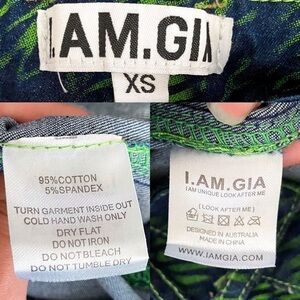 I.AM.GIA
XS
95%COTTON
5%SPANDEX
TURN GARMENT INSIDE OUT
COLD HAND WASH ONLY
DRY FLAT
DO NOT IRON
DO NOT BLEACH
DO NOT TUMBLE DRY
I.AM.GIA
I AM UNIQUE LOOK AFTER ME
[ LOOK AFTER ME ]
DESIGNED IN AUSTRALIA
MADE IN CHINA
WWW.IAMGIA.COM